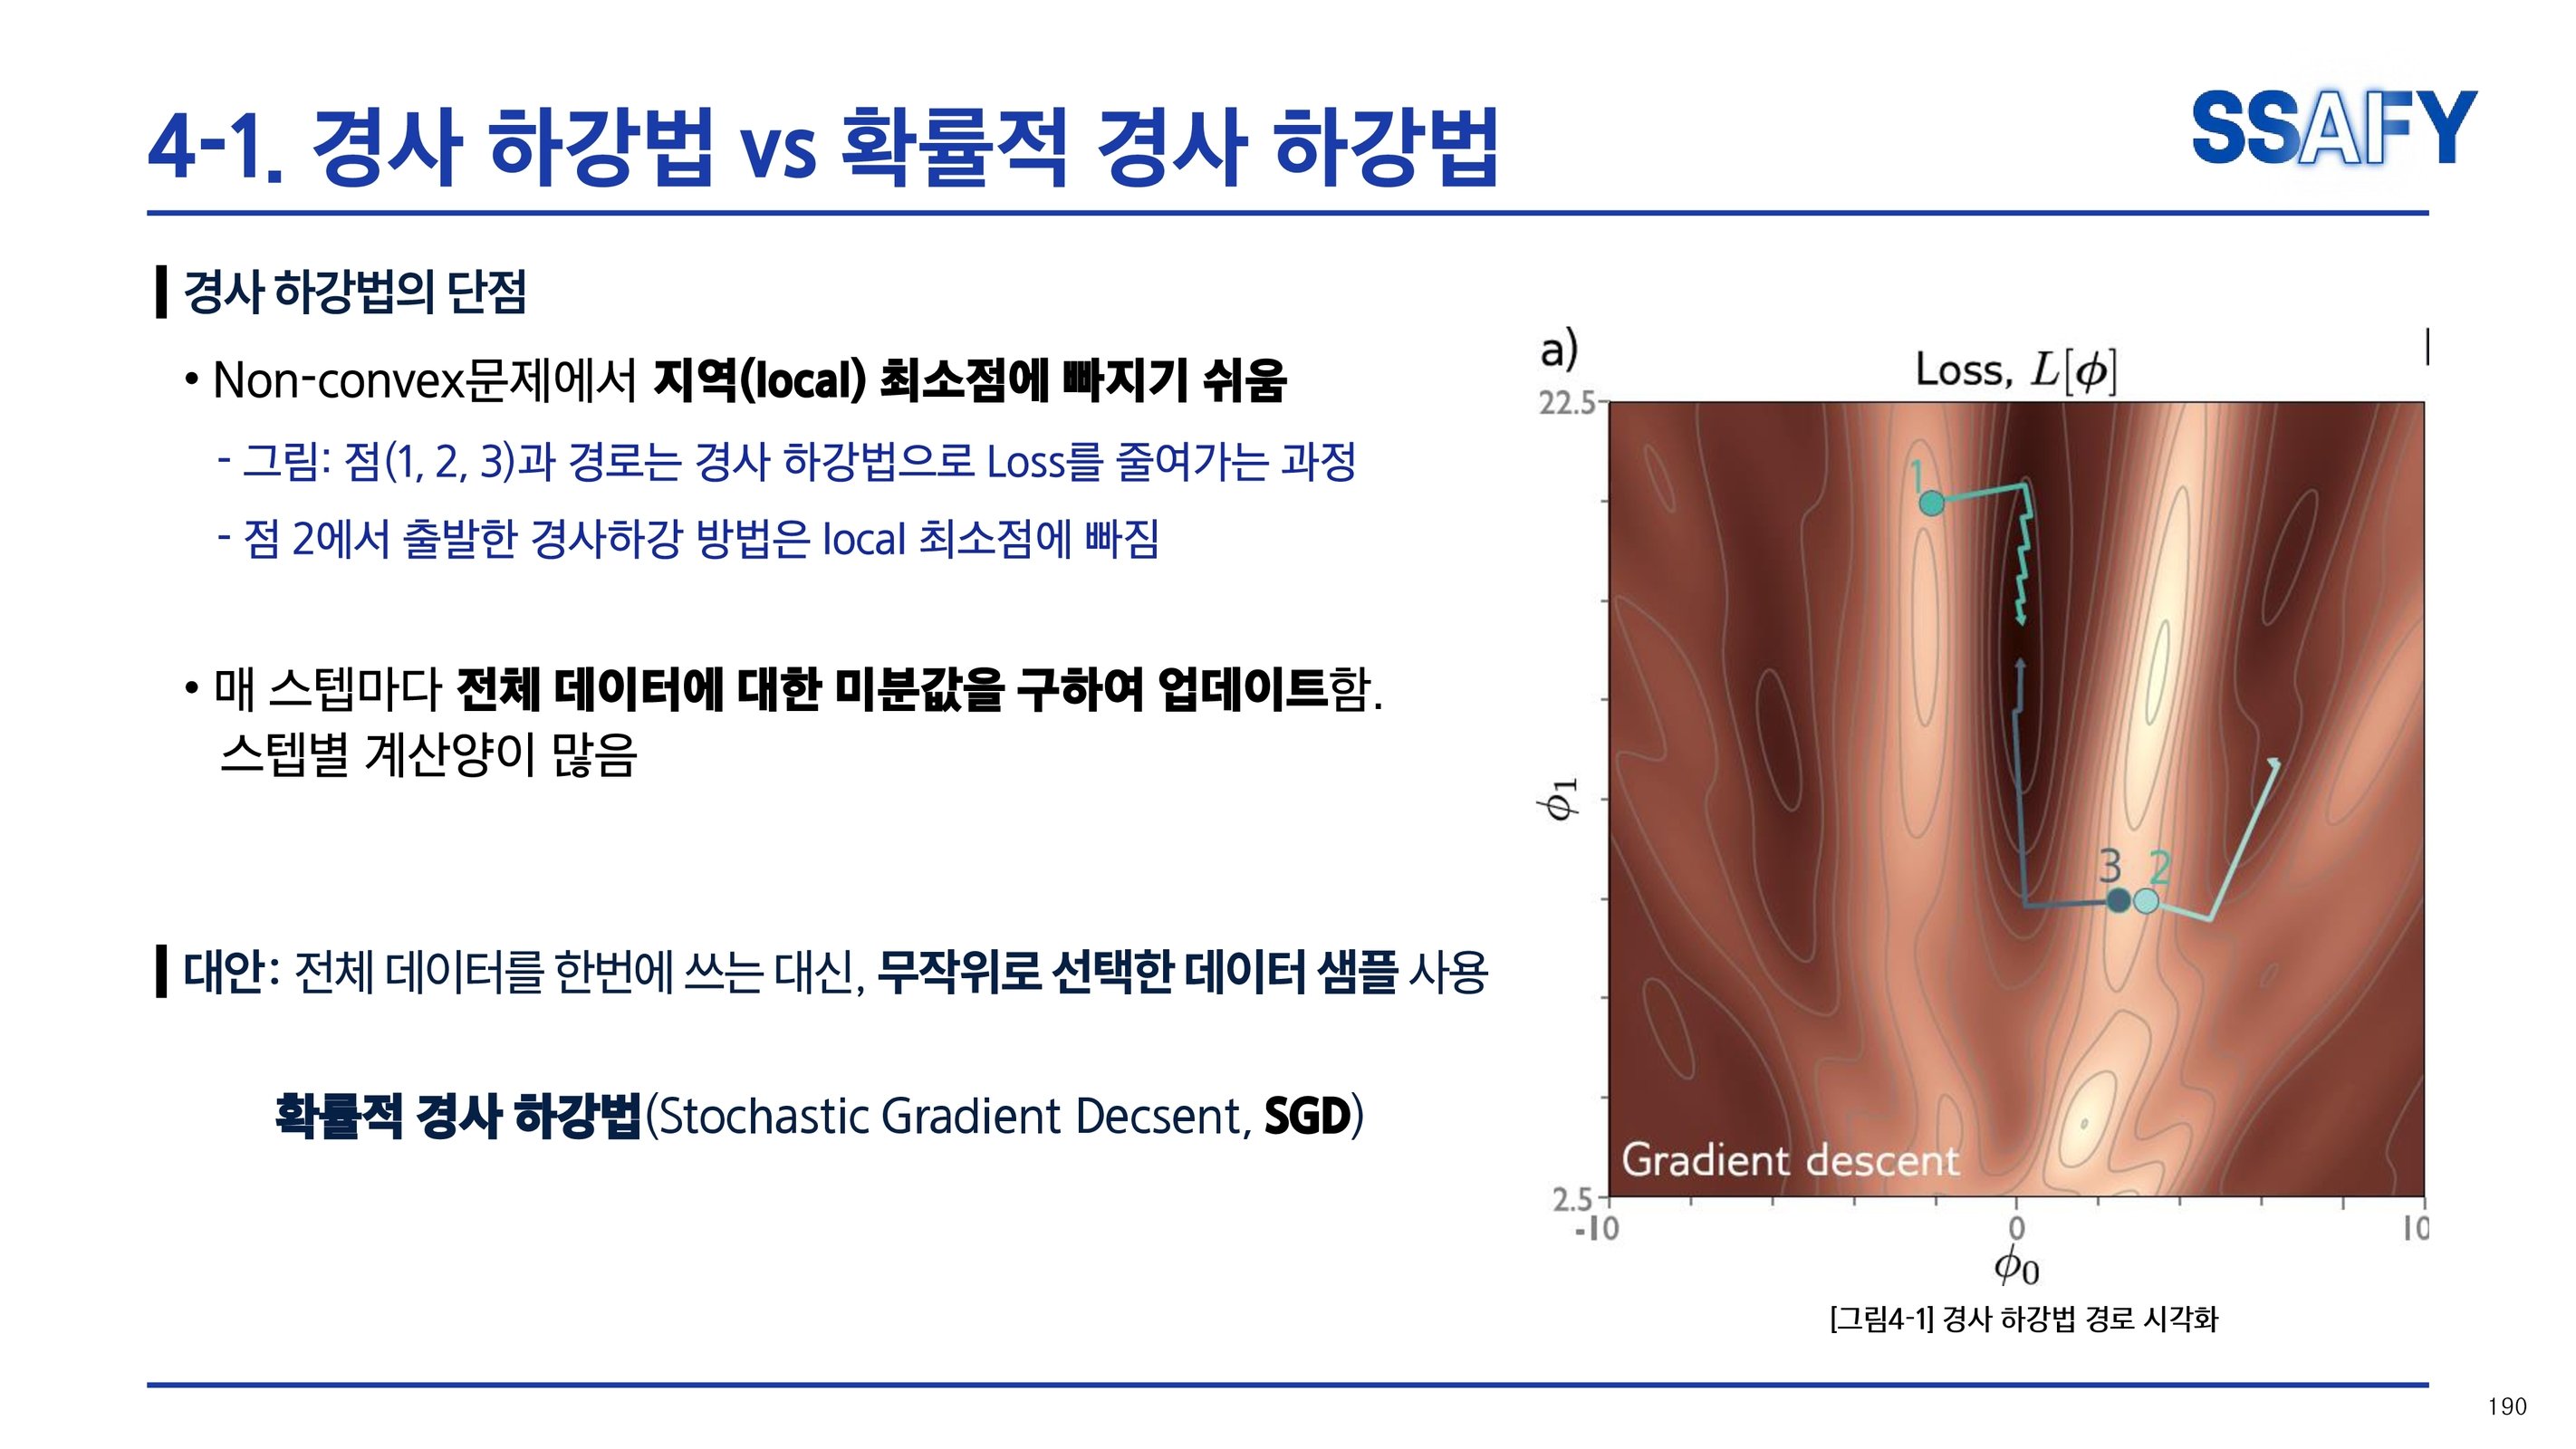 4-1. 경사 하강법 vs 확률적 경사 하강법
SSAFY
경사 하강법의 단점
• Non-convex문제에서 지역(local) 최소점에 빠지기 쉬움
- 그림: 점(1, 2, 3)과 경로는 경사 하강법으로 Loss를 줄여가는 과정
- 점 2에서 출발한 경사하강 방법은 local 최소점에 빠짐
• 매 스텝마다 전체 데이터에 대한 미분값을 구하여 업데이트함.
스텝별 계산양이 많음
대안: 전체 데이터를 한번에 쓰는 대신, 무작위로 선택한 데이터 샘플 사용
확률적 경사 하강법(Stochastic Gradient Decsent, SGD)
a)
Loss, L[ϕ]
22.5
1
ϕ1
3 2
Gradient descent
2.5
-10 0 10
ϕ0
[그림4-1] 경사 하강법 경로 시각화
190